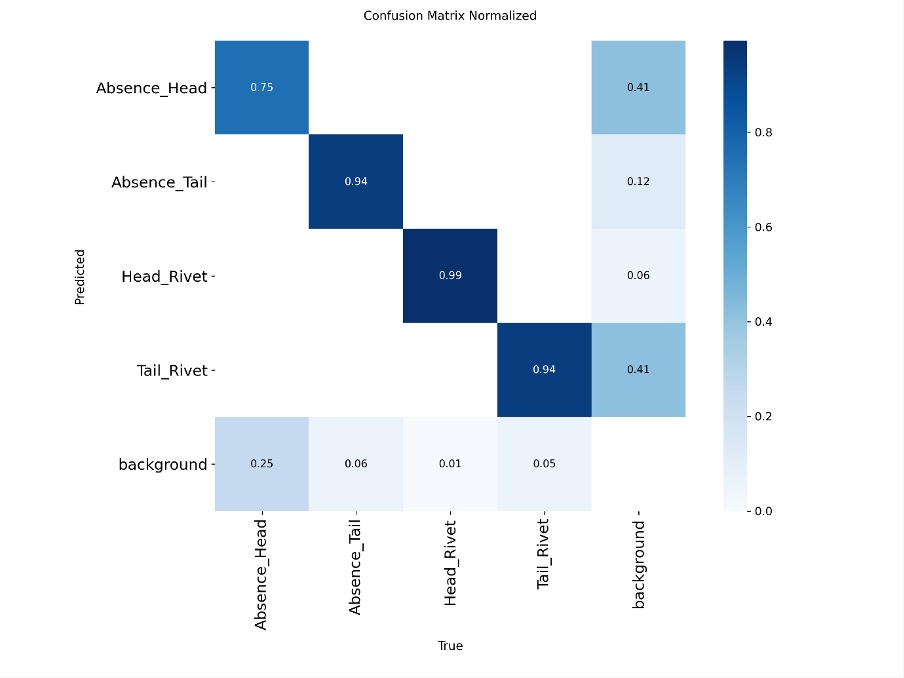 Confusion Matrix Normalized
Absence_Head
0.75
0.41
Absence_Tail
0.94
0.12
Head_Rivet
0.99
0.06
Tail_Rivet
0.94
0.41
background
0.25
0.06
0.01
0.05
Predicted
Absence_Head
Absence_Tail
Head_Rivet
Tail_Rivet
background
True
0.8
0.6
0.4
0.2
0.0